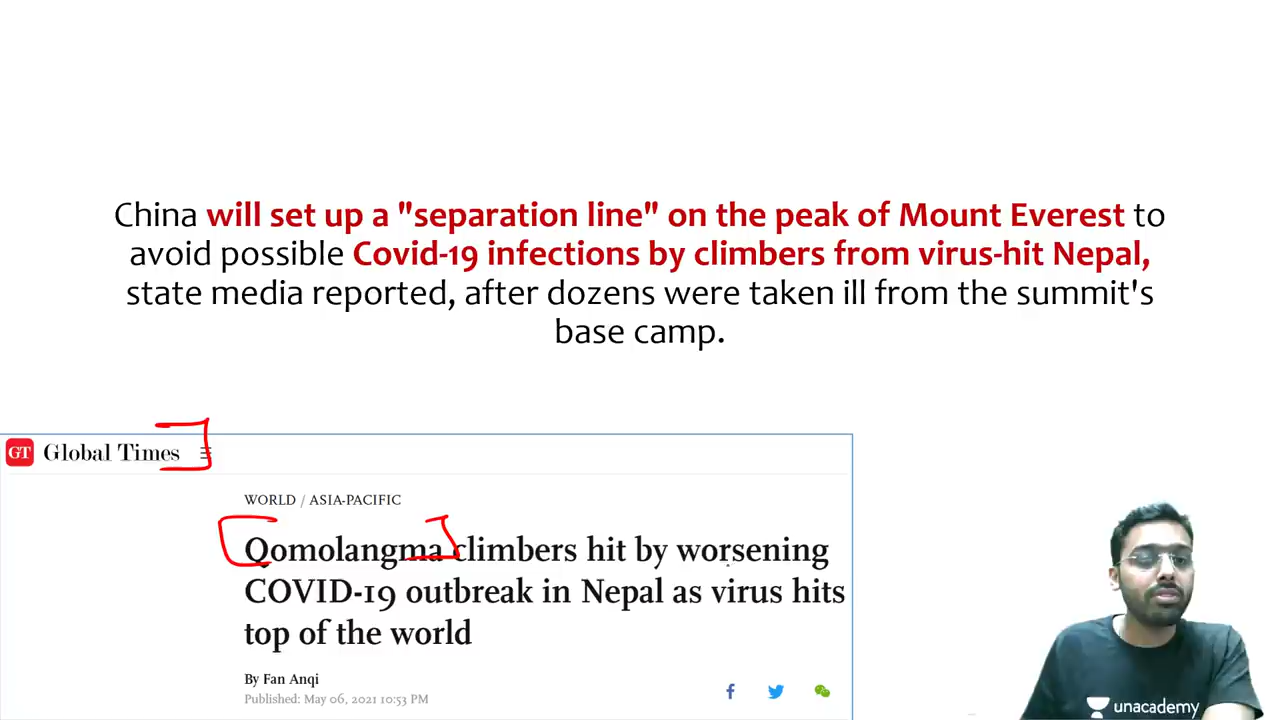 China will set up a "separation line" on the peak of Mount Everest to
avoid possible Covid-19 infections by climbers from virus-hit Nepal,
state media reported, after dozens were taken ill from the summit's
base camp.
GT Global Times
WORLD / ASIA-PACIFIC
Qomolangma climbers hit by worsening
COVID-19 outbreak in Nepal as virus hits
top of the world
By Fan Anqi
Published: May 06, 2021 10:53 PM
unacademy